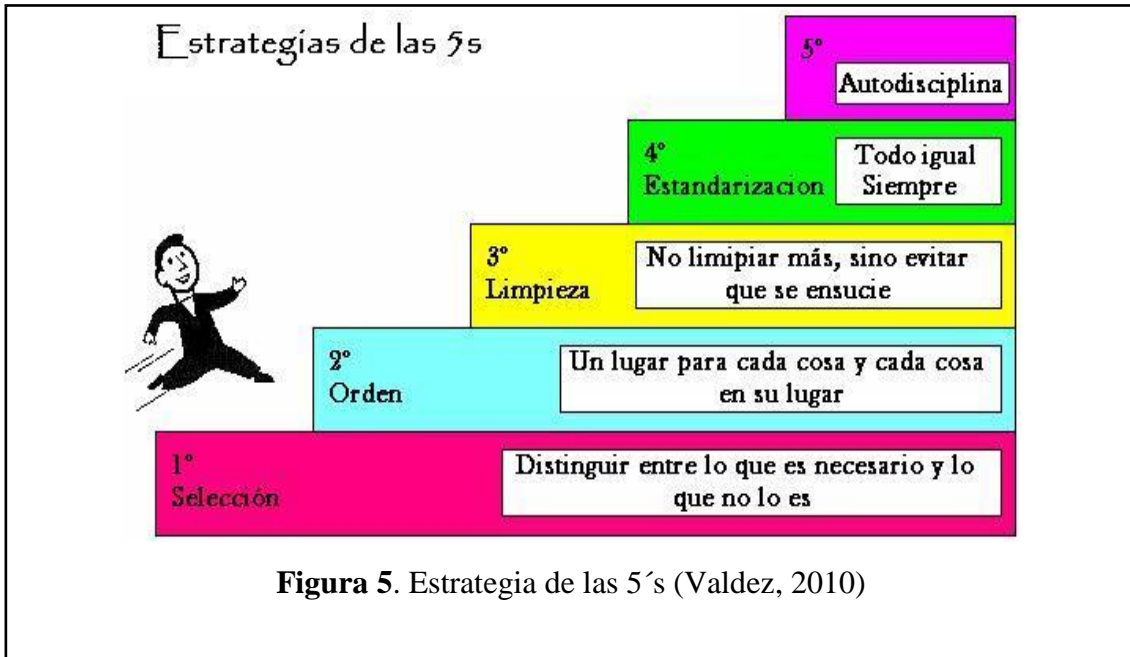 Estrategias de las 5s
5°
Autodisciplina
4°
Estandarizacion
Todo igual
Siempre
3°
Limpieza
No limipiar más, sino evitar
que se ensucie
2°
Orden
Un lugar para cada cosa y cada cosa
en su lugar
1°
Selección
Distinguir entre lo que es necesario y lo
que no lo es
Figura 5. Estrategia de las 5´s (Valdez, 2010)